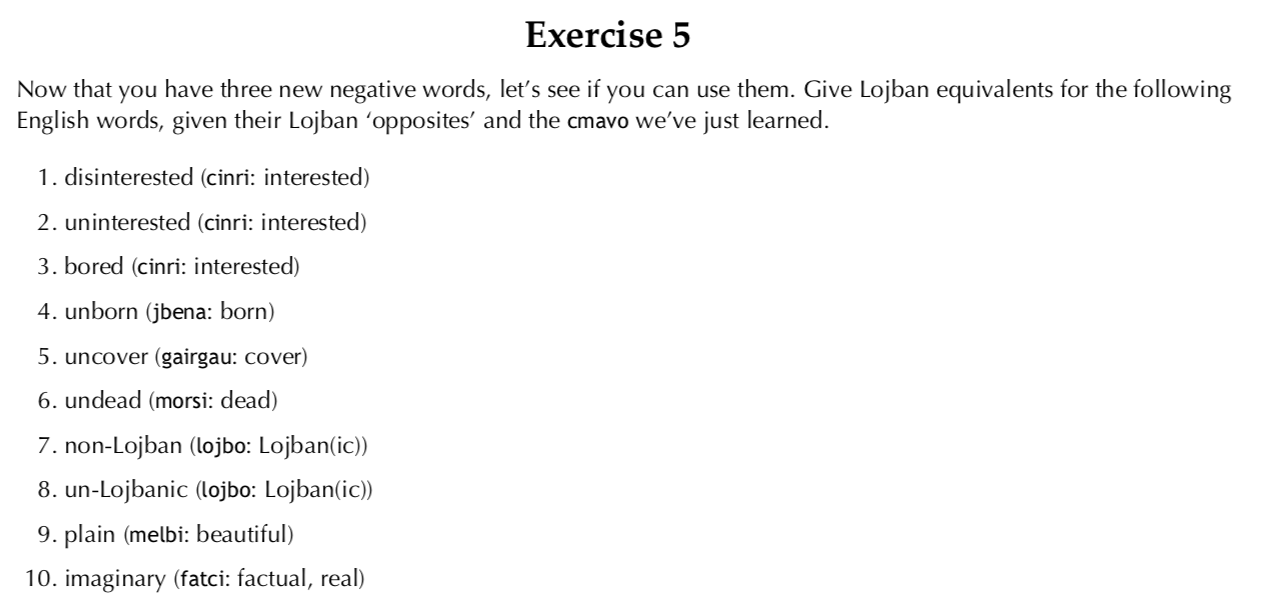 Exercise 5
Now that you have three new negative words, let’s see if you can use them. Give Lojban equivalents for the following
English words, given their Lojban ‘opposites’ and the cmavo we’ve just learned.
1. disinterested (cinri: interested)
2. uninterested (cinri: interested)
3. bored (cinri: interested)
4. unborn (jbena: born)
5. uncover (gairgau: cover)
6. undead (morsi: dead)
7. non-Lojban (lojbo: Lojban(ic))
8. un-Lojbanic (lojbo: Lojban(ic))
9. plain (melbi: beautiful)
10. imaginary (fatci: factual, real)